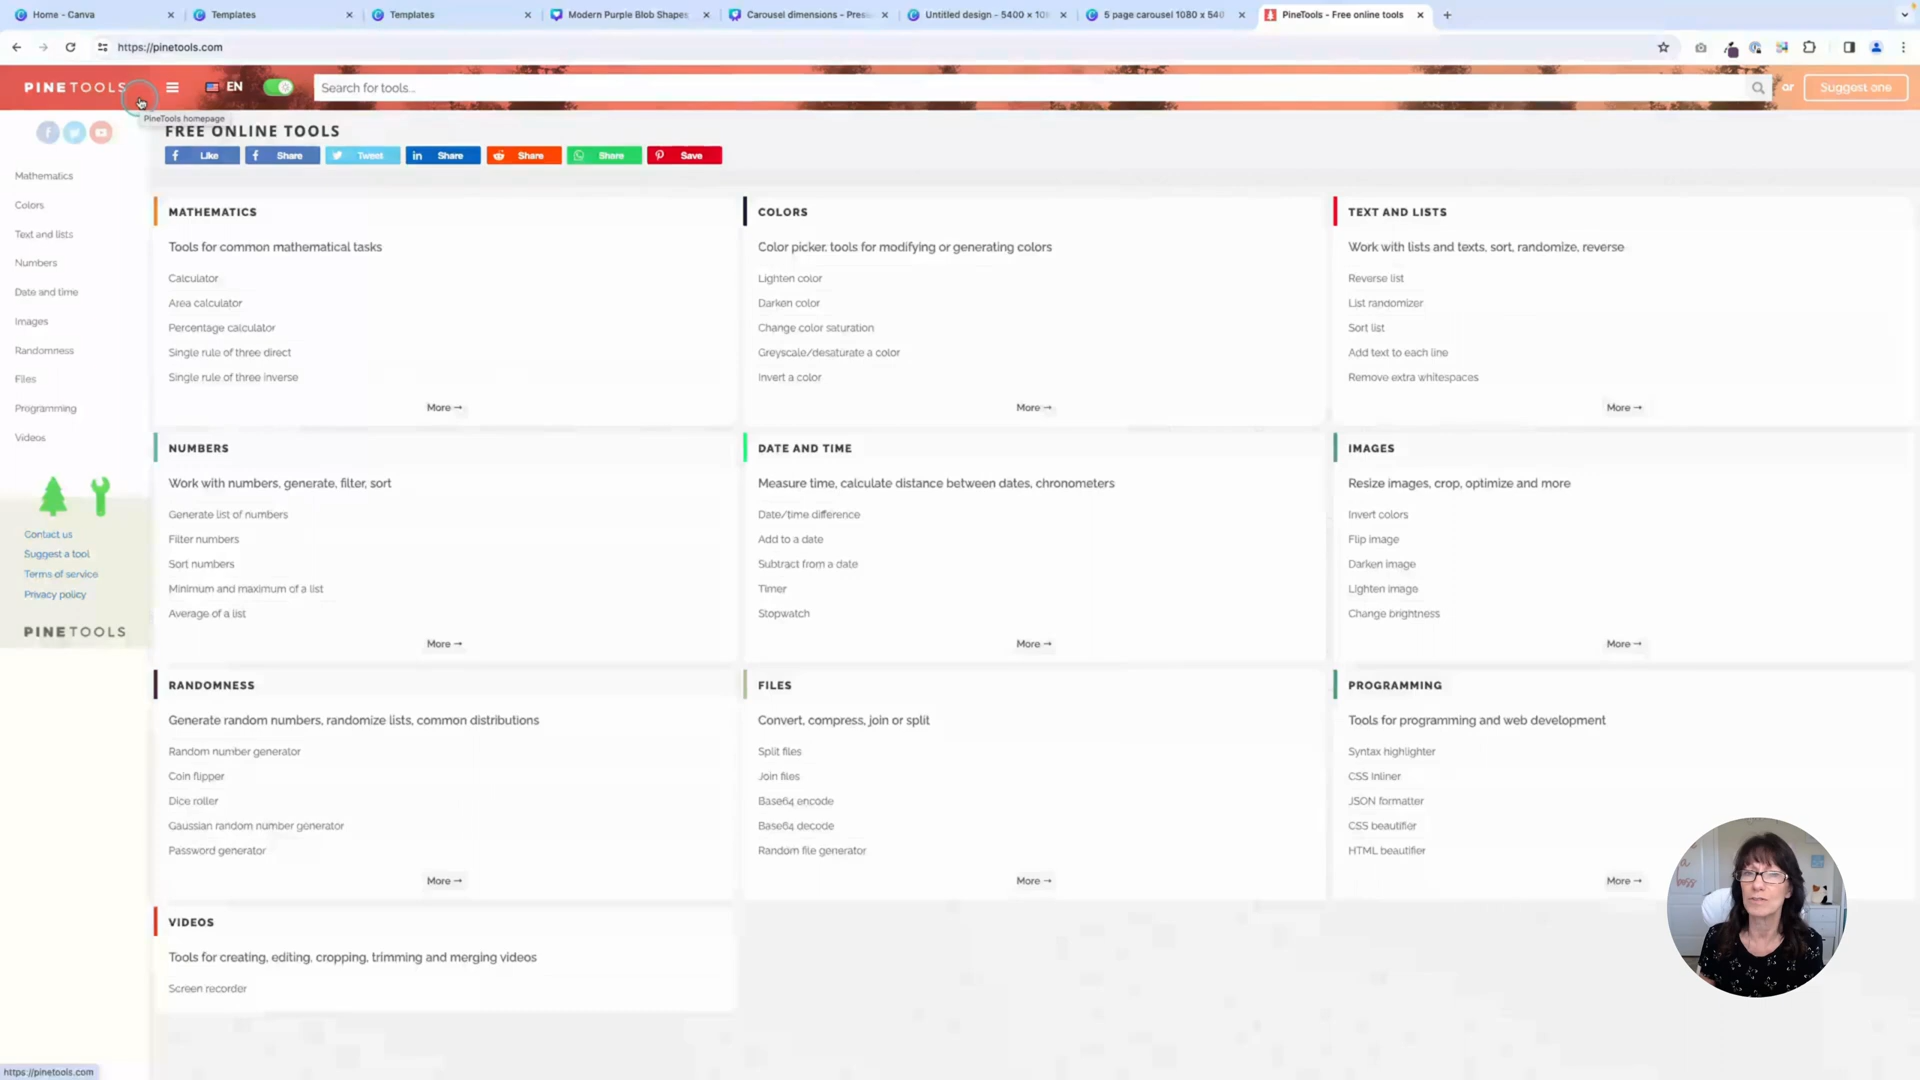 Home - Canva
Templates
Templates
Modern Purple Blob Shapes
Carousel dimensions - Pres
Untitled design - 5400 × 10
5 page carousel 1080 x 540
PineTools - Free online tools
https://pinetools.com
PINETOOLS
EN
Search for tools...
or
Suggest one
PineTools homepage
FREE ONLINE TOOLS
Like
Share
Tweet
in Share
Share
Share
Save
Mathematics
Colors
Text and lists
Numbers
Date and time
Images
Randomness
Files
Programming
Videos
Contact us
Suggest a tool
Terms of service
Privacy policy
PINETOOLS
MATHEMATICS
Tools for common mathematical tasks
Calculator
Area calculator
Percentage calculator
Single rule of three direct
Single rule of three inverse
More →
COLORS
Color picker, tools for modifying or generating colors
Lighten color
Darken color
Change color saturation
Greyscale/desaturate a color
Invert a color
More →
TEXT AND LISTS
Work with lists and texts, sort, randomize, reverse
Reverse list
List randomizer
Sort list
Add text to each line
Remove extra whitespaces
More →
NUMBERS
Work with numbers, generate, filter, sort
Generate list of numbers
Filter numbers
Sort numbers
Minimum and maximum of a list
Average of a list
More →
DATE AND TIME
Measure time, calculate distance between dates, chronometers
Date/time difference
Add to a date
Subtract from a date
Timer
Stopwatch
More →
IMAGES
Resize images, crop, optimize and more
Invert colors
Flip image
Darken image
Lighten image
Change brightness
More →
RANDOMNESS
Generate random numbers, randomize lists, common distributions
Random number generator
Coin flipper
Dice roller
Gaussian random number generator
Password generator
More →
FILES
Convert, compress, join or split
Split files
Join files
Base64 encode
Base64 decode
Random file generator
More →
PROGRAMMING
Tools for programming and web development
Syntax highlighter
CSS Inliner
JSON formatter
CSS beautifier
HTML beautifier
More →
VIDEOS
Tools for creating, editing, cropping, trimming and merging videos
Screen recorder
https://pinetools.com